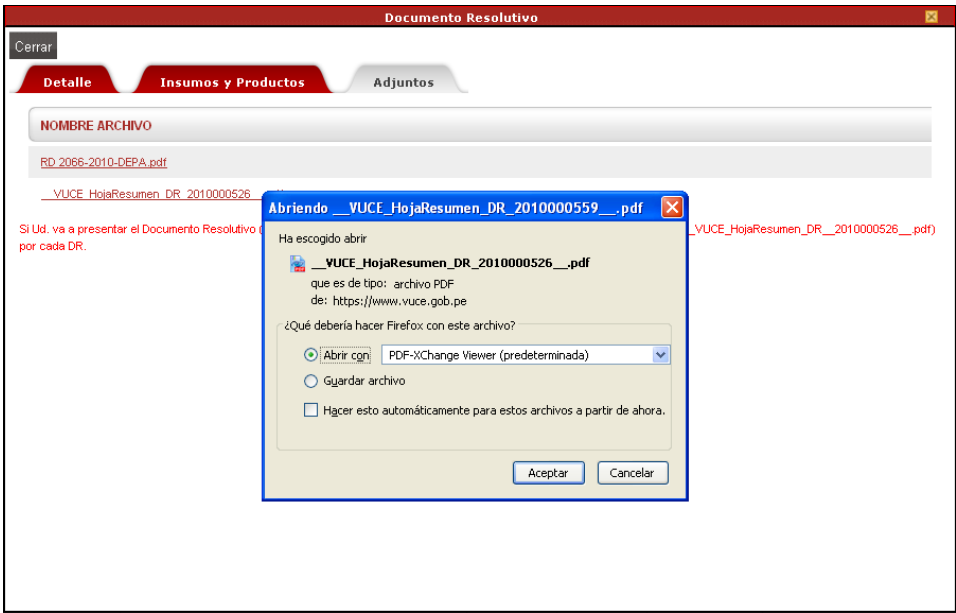 Documento Resolutivo
Cerrar
Detalle
Insumos y Productos
Adjuntos
NOMBRE ARCHIVO
RD 2066-2010-DEPA.pdf
__VUCE_HojaResumen_DR_2010000526
Si Ud. va a presentar el Documento Resolutivo (
_VUCE_HojaResumen_DR__2010000526__.pdf)
por cada DR.
Abriendo __VUCE_HojaResumen_DR_2010000559__.pdf
Ha escogido abrir
__VUCE_HojaResumen_DR_2010000526__.pdf
que es de tipo: archivo PDF
de: https://www.vuce.gob.pe
¿Qué debería hacer Firefox con este archivo?
Abrir con
PDF-XChange Viewer (predeterminada)
Guardar archivo
Hacer esto automáticamente para estos archivos a partir de ahora.
Aceptar
Cancelar